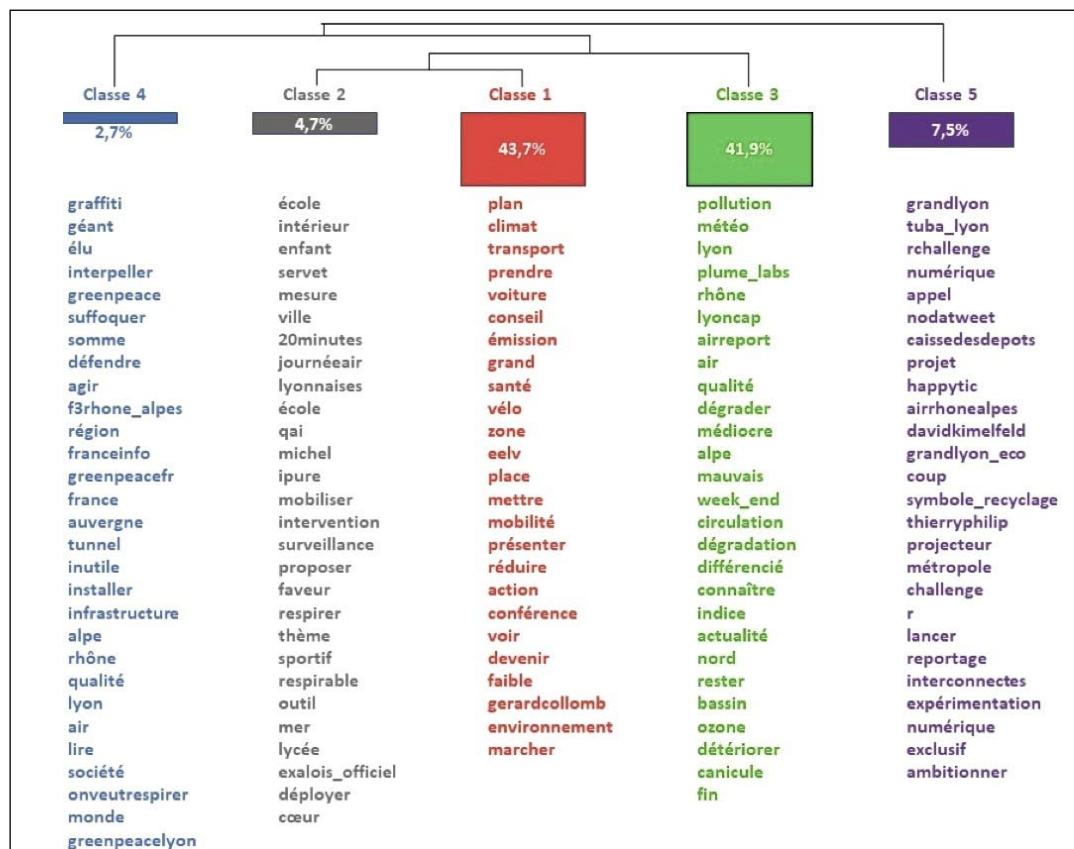 Classe 4
2,7%
graffiti
géant
élu
interpeller
greenpeace
suffoquer
somme
défendre
agir
f3rhone_alpes
région
franceinfo
greenpeacefr
france
auvergne
tunnel
inutile
installer
infrastructure
alpe
rhône
qualité
lyon
air
lire
société
onveutrespirer
monde
greenpeacelyon
Classe 2
4,7%
école
intérieur
enfant
servet
mesure
ville
20minutes
journéeair
lyonnaises
école
qai
michel
ipure
mobiliser
intervention
surveillance
proposer
faveur
respirer
thème
sportif
respirable
outil
mer
lycée
exalois_officiel
déployer
cœur
Classe 1
43,7%
plan
climat
transport
prendre
voiture
conseil
émission
grand
santé
vélo
zone
eelv
place
mettre
mobilité
présenter
réduire
action
conférence
voir
devenir
faible
gerardcollomb
environnement
marcher
Classe 3
41,9%
pollution
météo
lyon
plume_labs
rhône
lyoncap
airreport
air
qualité
dégrader
médiocre
alpe
mauvais
week_end
circulation
dégradation
différencié
connaître
indice
actualité
nord
rester
bassin
ozone
détériorer
canicule
fin
Classe 5
7,5%
grandlyon
tuba_lyon
rchallenge
numérique
appel
nodatweet
caissedesdepots
projet
happytic
airrhonealpes
davidkimelfeld
grandlyon_eco
coup
symbole_recyclage
thierryphilip
projecteur
métropole
challenge
r
lancer
reportage
interconnectes
expérimentation
numérique
exclusif
ambitionner